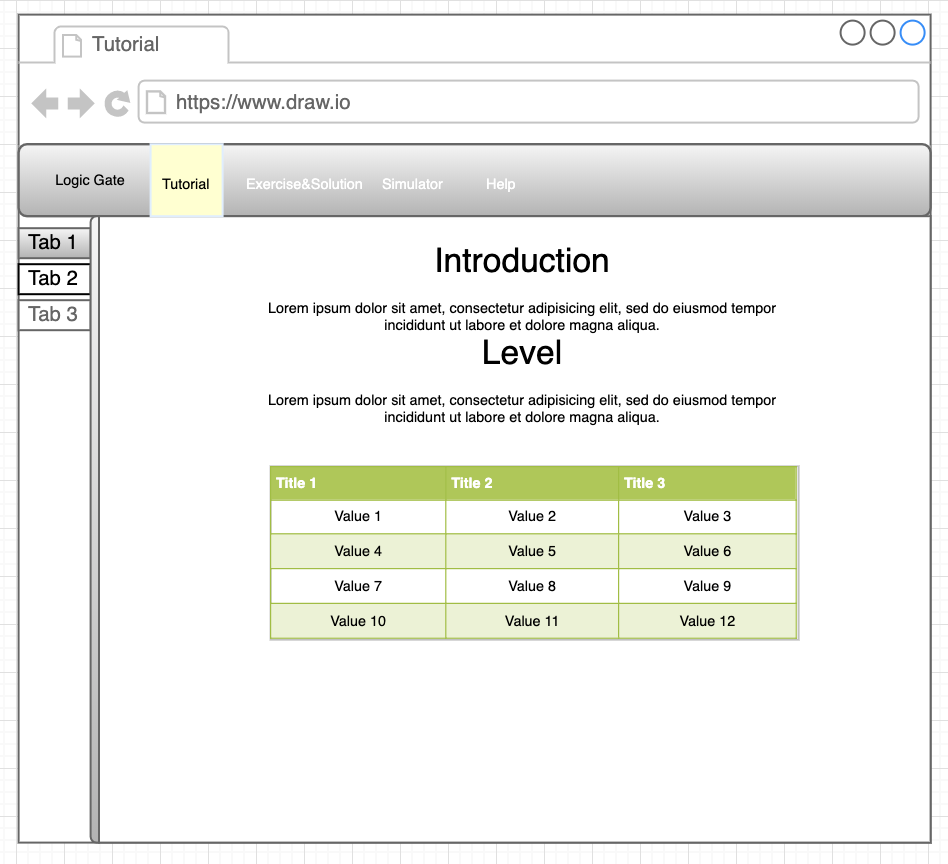 Tutorial
https://www.draw.io
Logic Gate Tutorial Exercise&Solution Simulator Help
Tab 1
Tab 2
Tab 3
Introduction
Lorem ipsum dolor sit amet, consectetur adipisicing elit, sed do eiusmod tempor
incididunt ut labore et dolore magna aliqua.
Level
Lorem ipsum dolor sit amet, consectetur adipisicing elit, sed do eiusmod tempor
incididunt ut labore et dolore magna aliqua.
Title 1 Title 2 Title 3
Value 1 Value 2 Value 3
Value 4 Value 5 Value 6
Value 7 Value 8 Value 9
Value 10 Value 11 Value 12